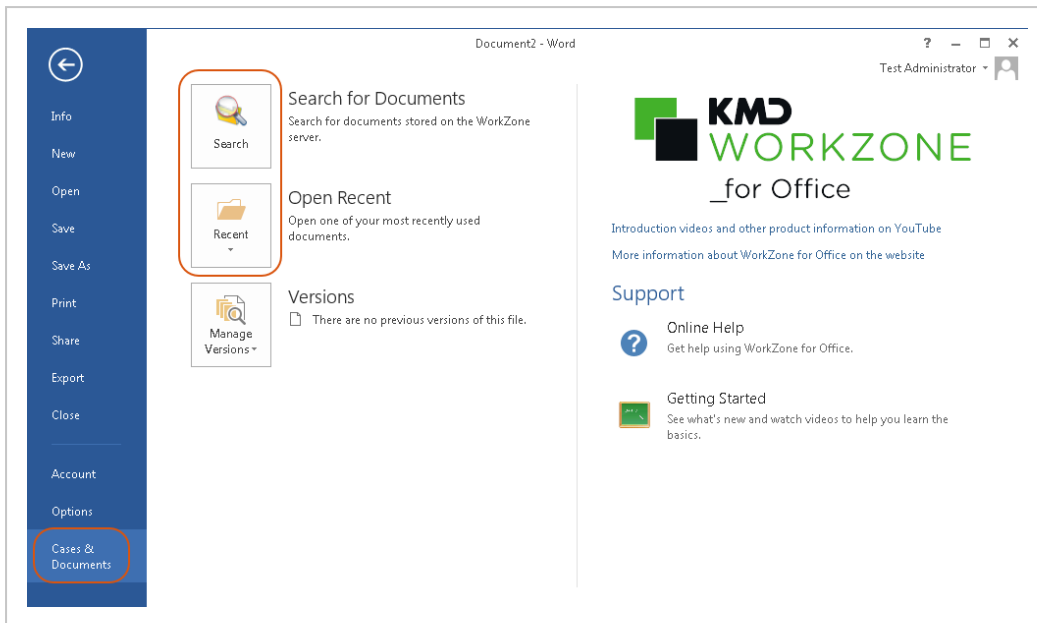 Document2 - Word
?
Test Administrator
Info
New
Open
Save
Save As
Print
Share
Export
Close
Account
Options
Cases &
Documents
Search
Search for Documents
Search for documents stored on the WorkZone
server.
Recent
Open Recent
Open one of your most recently used
documents.
Manage
Versions
Versions
There are no previous versions of this file.
KMD
WORKZONE
_for Office
Introduction videos and other product information on YouTube
More information about WorkZone for Office on the website
Support
?
Online Help
Get help using WorkZone for Office.
Getting Started
See what's new and watch videos to help you learn the
basics.